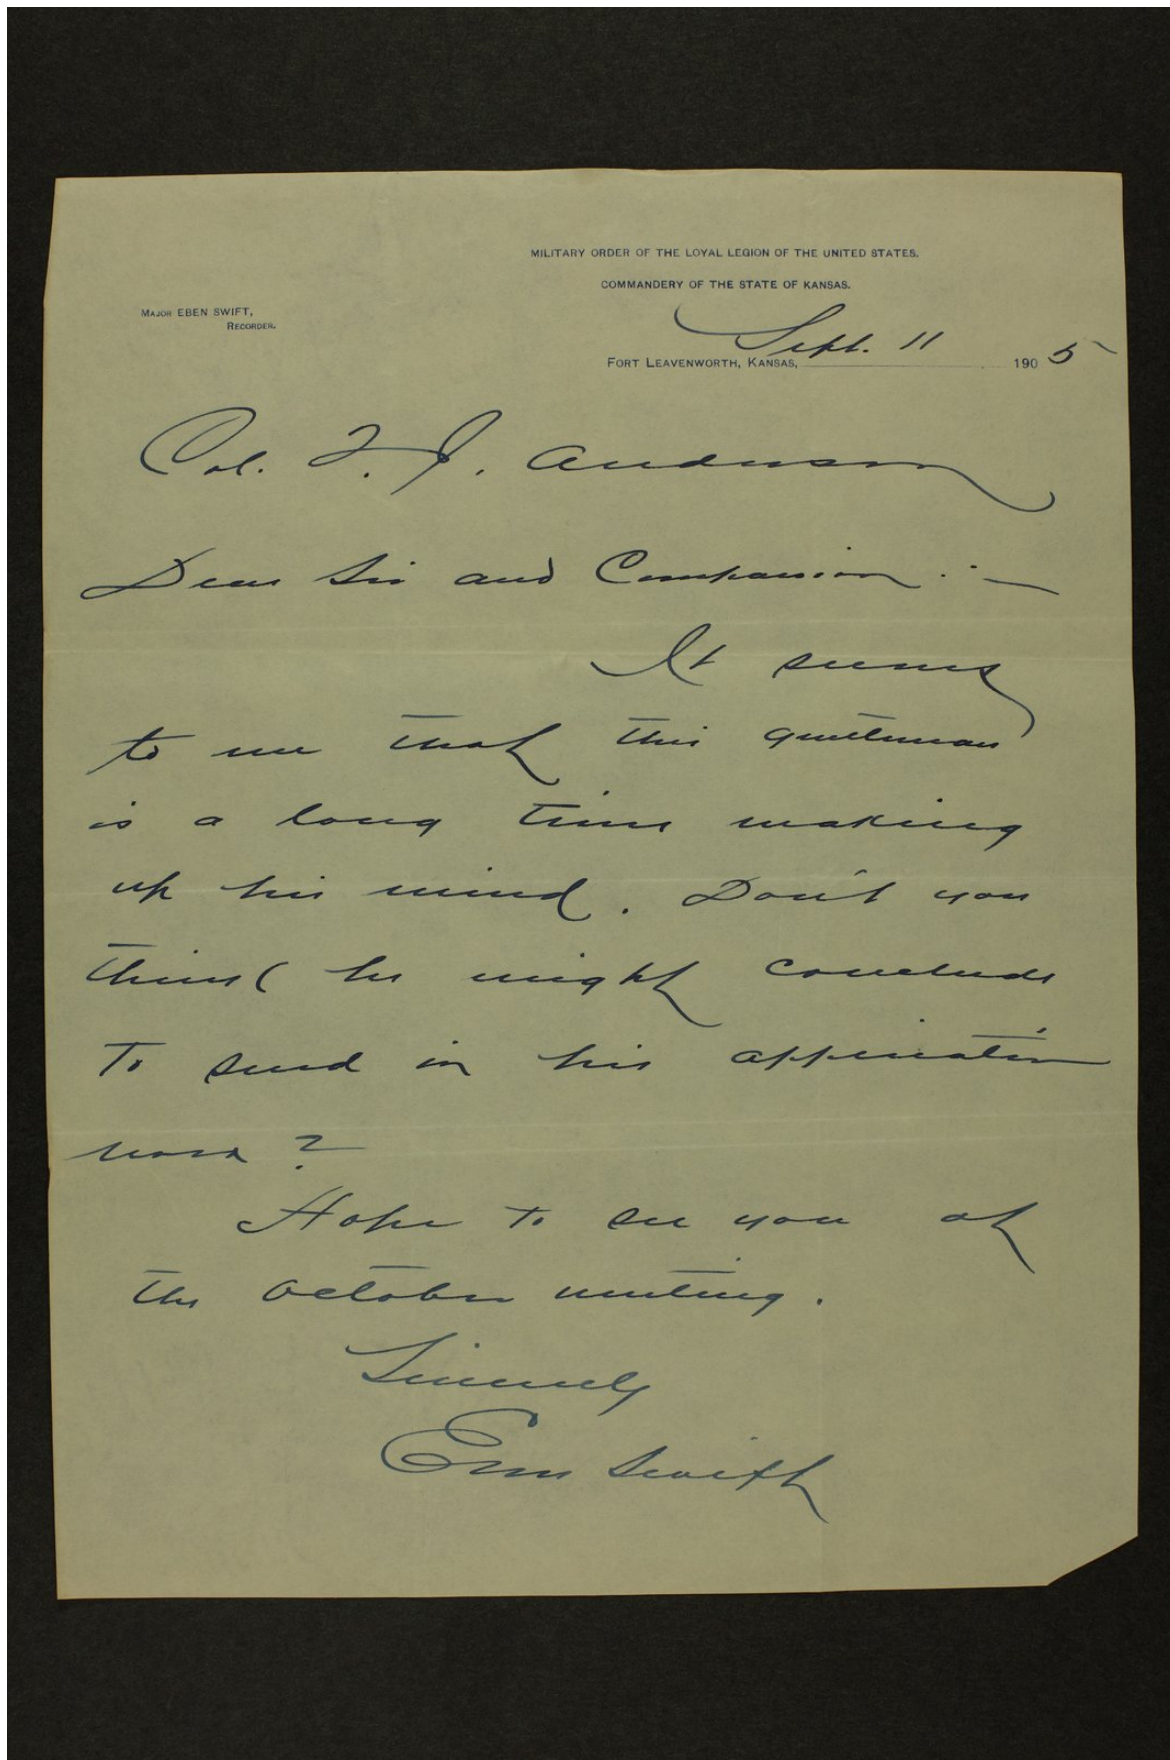 MILITARY ORDER OF THE LOYAL LEGION OF THE UNITED STATES.
COMMANDERY OF THE STATE OF KANSAS.
MAJOR EBEN SWIFT,
RECORDER.
Sept. 11
FORT LEAVENWORTH, KANSAS, 190 5
Col. T. J. Anderson
Dear Sir and Companion :—
It seems
to me that this gentleman
is a long time making
up his mind. Don't you
think he might conclude
to send in his application
now ?
Hope to see you at
the October meeting.
Sincerely
Eben Swift